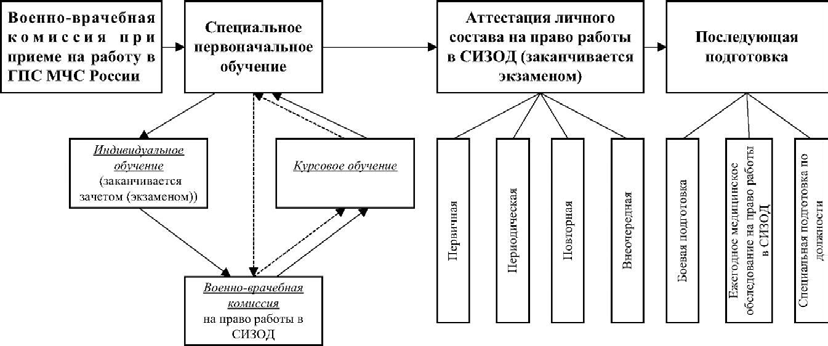 Военно-врачебная
комиссия при
приеме на работу в
ГПС МЧС России
Специальное
первоначальное
обучение
Аттестация личного
состава на право работы
в СИЗОД (заканчивается
экзаменом)
Последующая
подготовка
Индивидуальное
обучение
(заканчивается
зачетом (экзаменом))
Курсовое обучение
Военно-врачебная
комиссия
на право работы в
СИЗОД
Первичная
Периодическая
Повторная
Внеочередная
Боевая подготовка
Ежегодное медицинское
обследование на право работы
в СИЗОД
Специальная подготовка по
должности